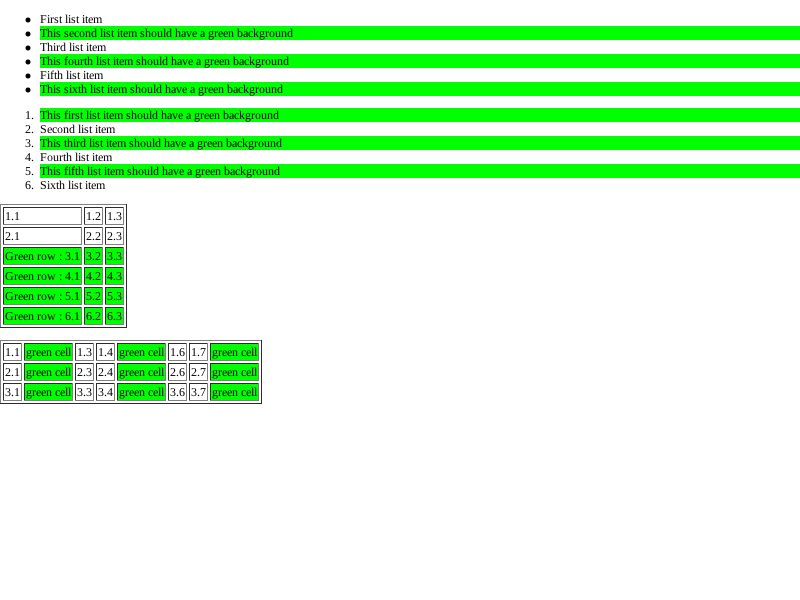 ● First list item
● This second list item should have a green background
● Third list item
● This fourth list item should have a green background
● Fifth list item
● This sixth list item should have a green background
1. This first list item should have a green background
2. Second list item
3. This third list item should have a green background
4. Fourth list item
5. This fifth list item should have a green background
6. Sixth list item
1.1 1.2 1.3
2.1 2.2 2.3
Green row : 3.1 3.2 3.3
Green row : 4.1 4.2 4.3
Green row : 5.1 5.2 5.3
Green row : 6.1 6.2 6.3
1.1 green cell 1.3 1.4 green cell 1.6 1.7 green cell
2.1 green cell 2.3 2.4 green cell 2.6 2.7 green cell
3.1 green cell 3.3 3.4 green cell 3.6 3.7 green cell